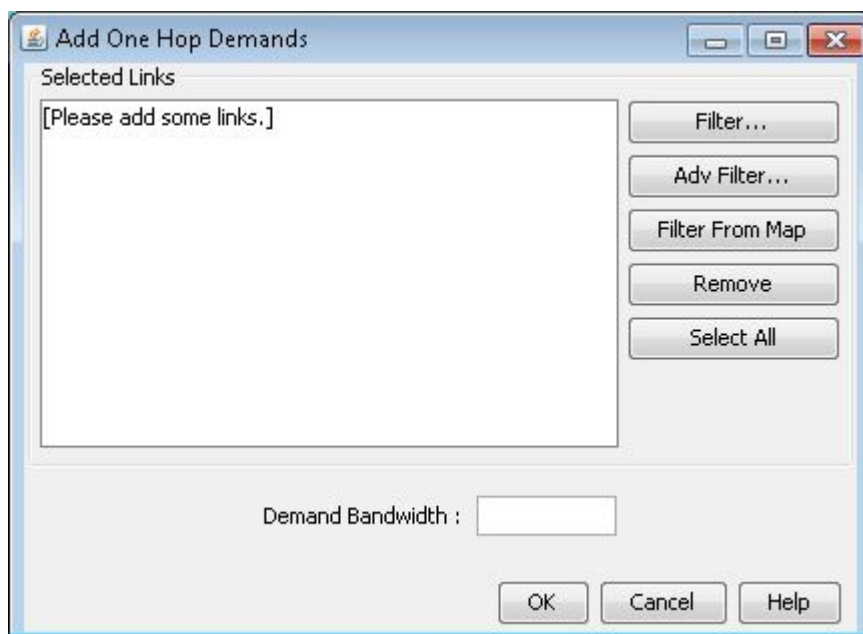 Add One Hop Demands
Selected Links
[Please add some links.]
Filter...
Adv Filter...
Filter From Map
Remove
Select All
Demand Bandwidth :
OK Cancel Help